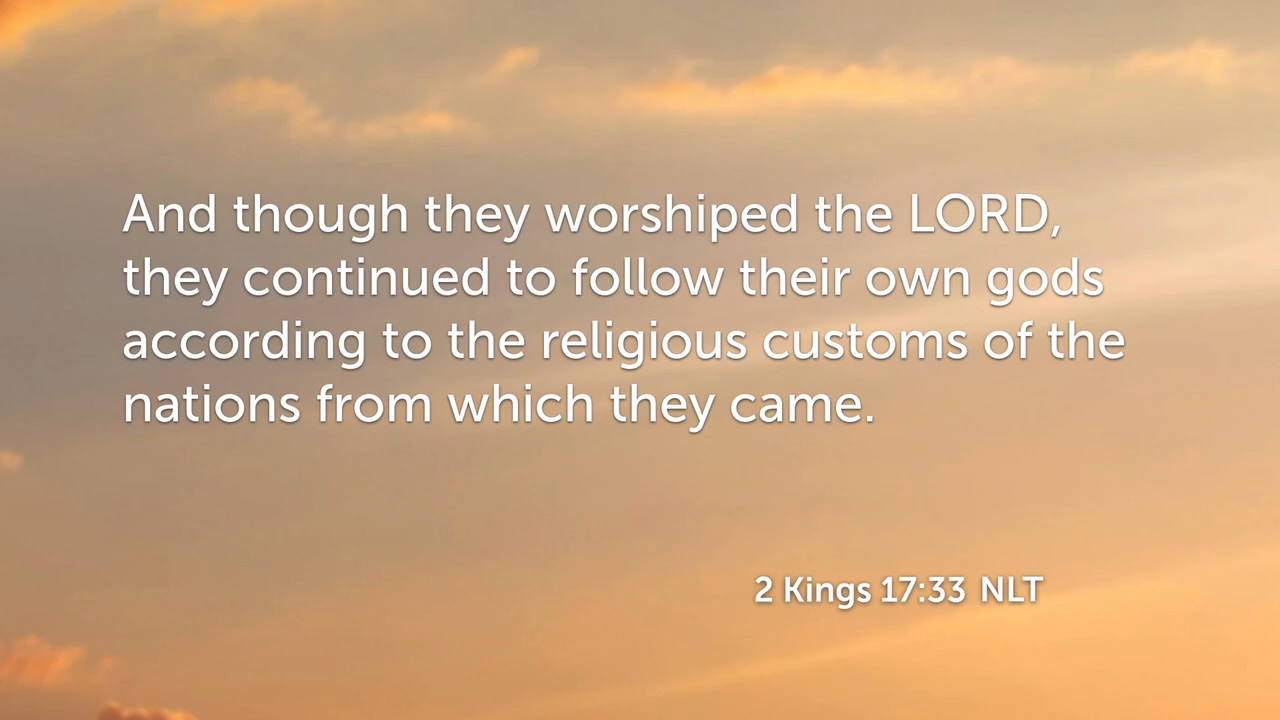 And though they worshiped the LORD,
they continued to follow their own gods
according to the religious customs of the
nations from which they came.
2 Kings 17:33 NLT